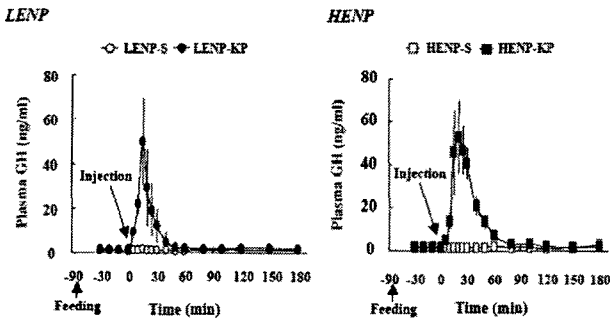 LENP
LENP-S LENP-KP
Plasma GH (ng/ml)
80
60
40
20
0
Injection
-90 -30 0 30 60 90 120 150 180
Feeding
Time (min)
HENP
HENP-S HENP-KP
Plasma GH (ng/ml)
80
60
40
20
0
Injection
-90 -30 0 30 60 90 120 150 180
Feeding
Time (min)